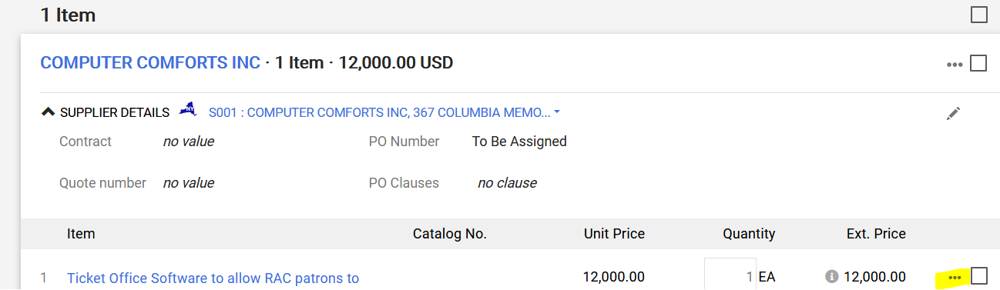 1 Item
COMPUTER COMFORTS INC · 1 Item · 12,000.00 USD
SUPPLIER DETAILS NY S001 : COMPUTER COMFORTS INC, 367 COLUMBIA MEMO...
Contract no value PO Number To Be Assigned
Quote number no value PO Clauses no clause
Item Catalog No. Unit Price Quantity Ext. Price
1 Ticket Office Software to allow RAC patrons to 12,000.00 1 EA 12,000.00